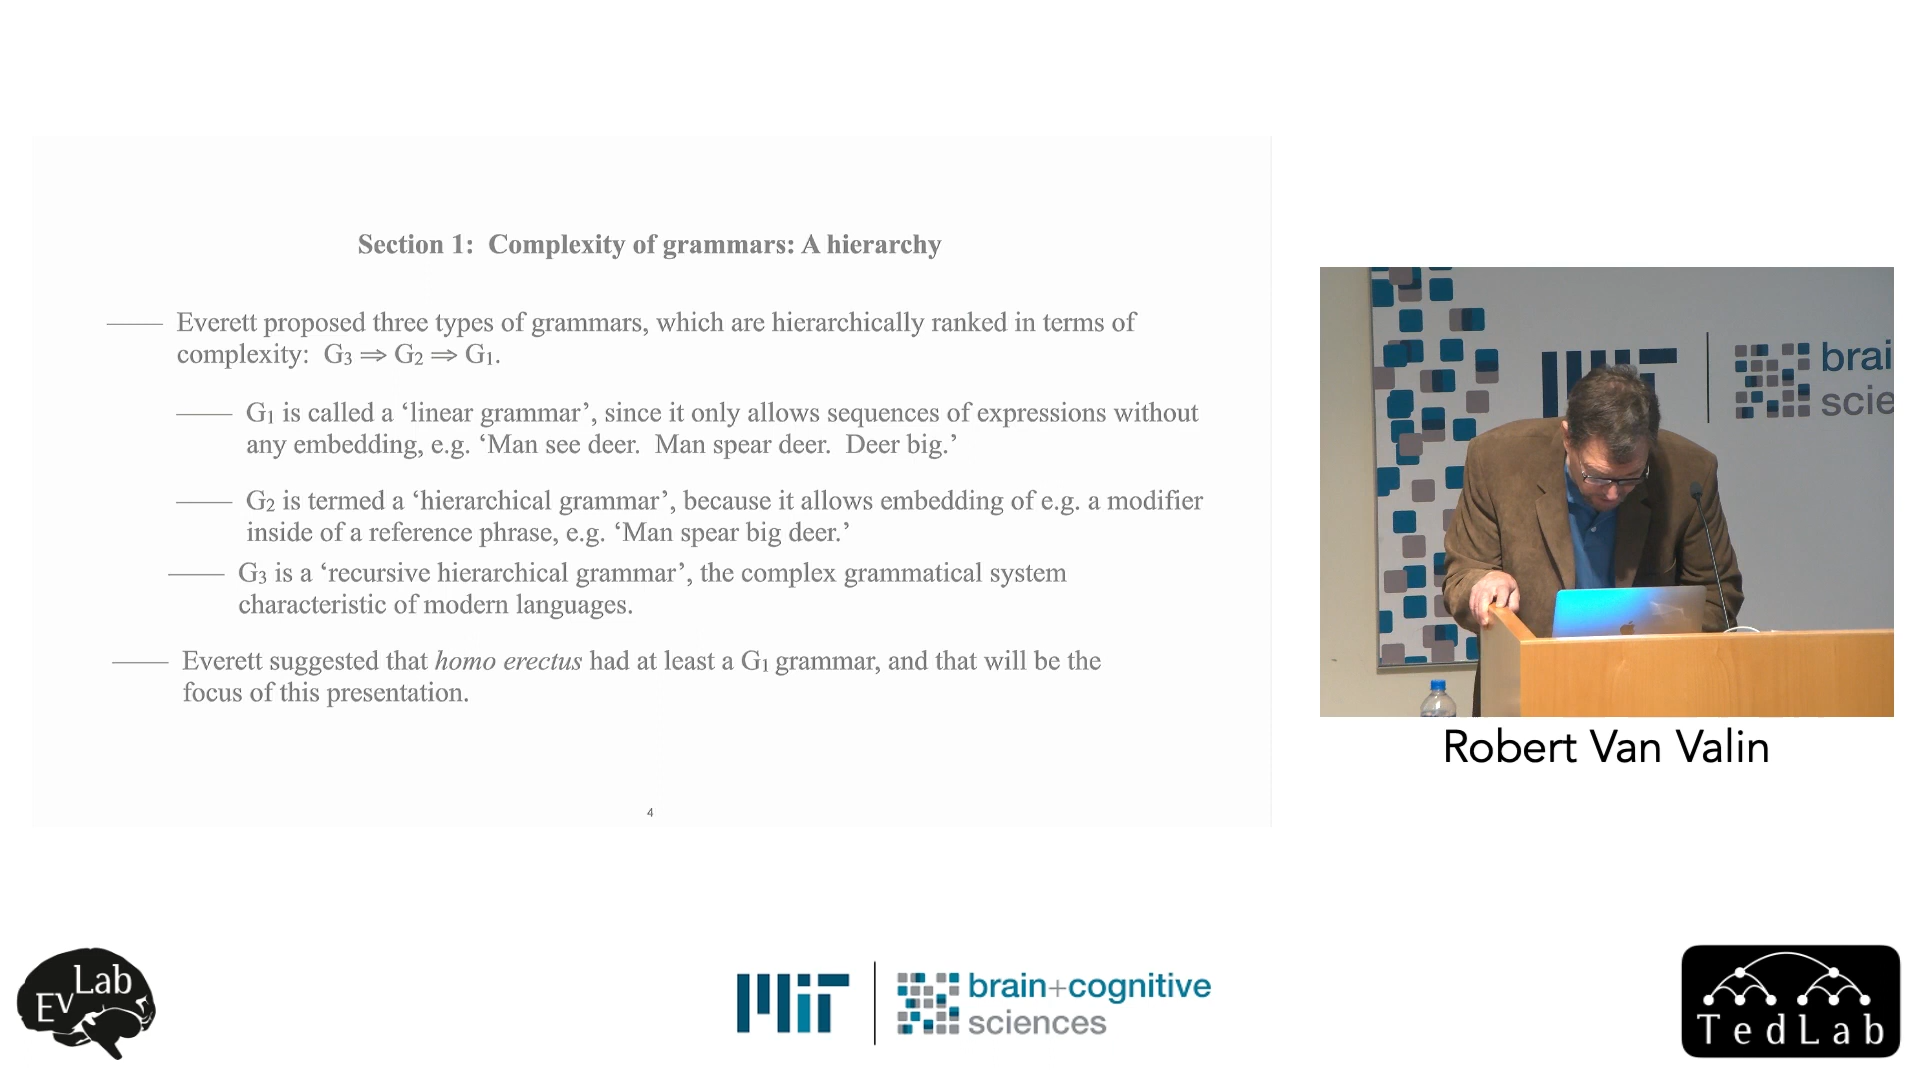 Section 1: Complexity of grammars: A hierarchy
—— Everett proposed three types of grammars, which are hierarchically ranked in terms of
complexity: G₃ ⇒ G₂ ⇒ G₁.
—— G₁ is called a ‘linear grammar’, since it only allows sequences of expressions without
any embedding, e.g. ‘Man see deer. Man spear deer. Deer big.’
—— G₂ is termed a ‘hierarchical grammar’, because it allows embedding of e.g. a modifier
inside of a reference phrase, e.g. ‘Man spear big deer.’
—— G₃ is a ‘recursive hierarchical grammar’, the complex grammatical system
characteristic of modern languages.
—— Everett suggested that homo erectus had at least a G₁ grammar, and that will be the
focus of this presentation.
4
MIT
brai
scie
Robert Van Valin
EvLab
MIT
brain+cognitive
sciences
TedLab